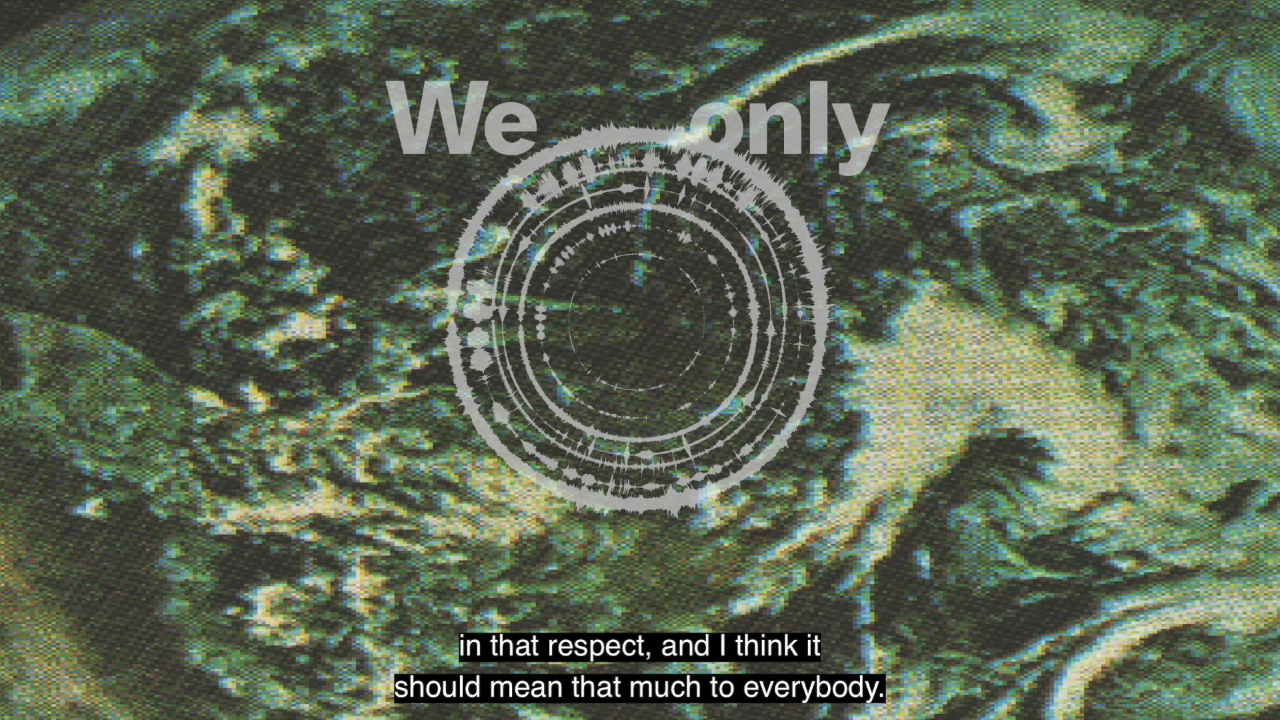 We only
in that respect, and I think it
should mean that much to everybody.